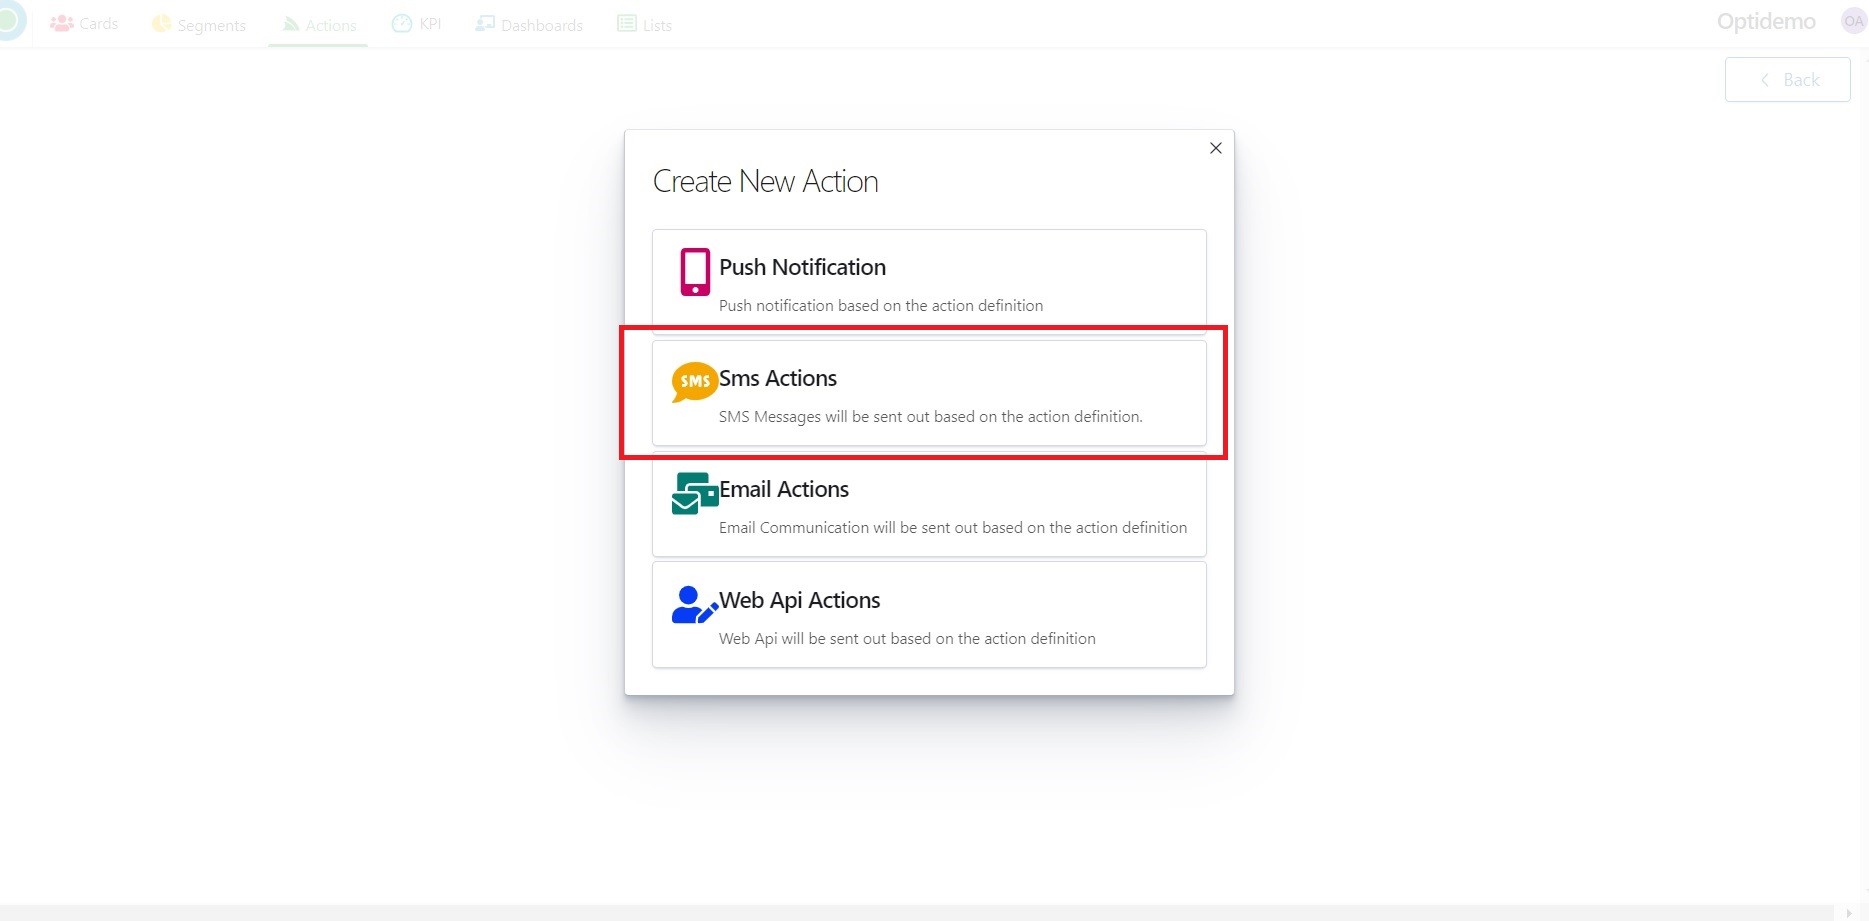 Cards Segments Actions KPI Dashboards Lists Optidemo OA
Back
Create New Action
Push Notification
Push notification based on the action definition
SMS Sms Actions
SMS Messages will be sent out based on the action definition.
Email Actions
Email Communication will be sent out based on the action definition
Web Api Actions
Web Api will be sent out based on the action definition